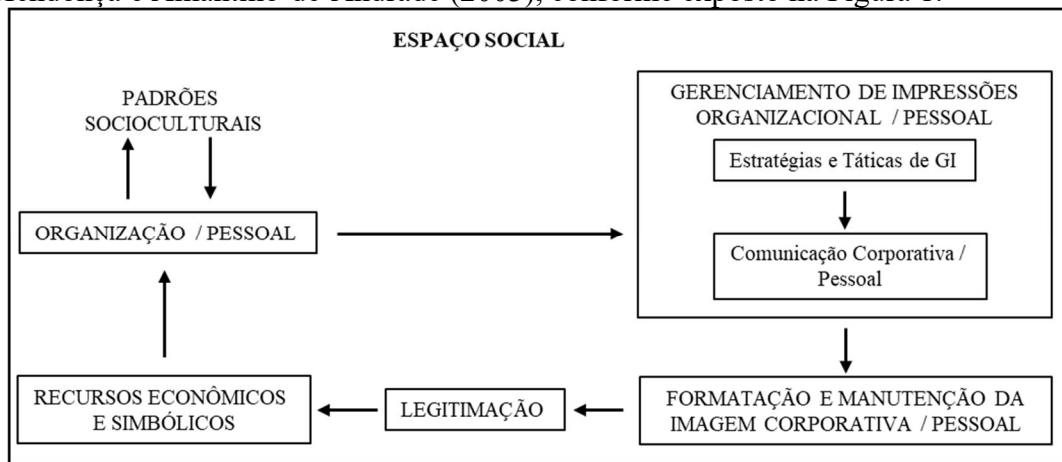 ESPAÇO SOCIAL
PADRÕES
SOCIOCULTURAIS
ORGANIZAÇÃO / PESSOAL
GERENCIAMENTO DE IMPRESSÕES
ORGANIZACIONAL / PESSOAL
Estratégias e Táticas de GI
Comunicação Corporativa /
Pessoal
RECURSOS ECONÔMICOS
E SIMBÓLICOS
LEGITIMAÇÃO
FORMATAÇÃO E MANUTENÇÃO DA
IMAGEM CORPORATIVA / PESSOAL